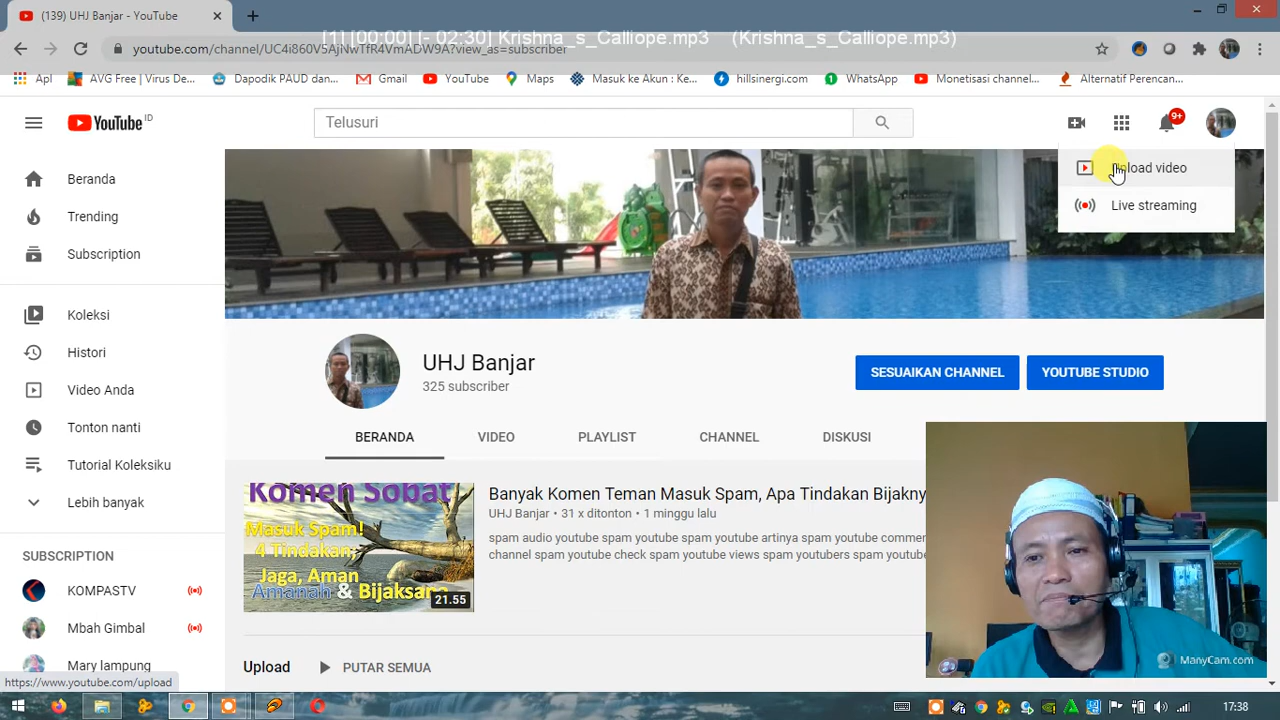 (139) UHJ Banjar - YouTube
[1] [00:00] [- 02:30] Krishna_s_Calliope.mp3 (Krishna_s_Calliope.mp3)
Apl
AVG Free | Virus De...
Dapodik PAUD dan...
Gmail
YouTube
Maps
Masuk ke Akun : Ke...
hillsinergi.com
WhatsApp
Monetisasi channel...
Alternatif Perencan...
YouTube ID
Telusuri
9+
Upload video
Live streaming
Beranda
Trending
Subscription
Koleksi
Histori
Video Anda
Tonton nanti
Tutorial Koleksiku
Lebih banyak
SUBSCRIPTION
KOMPASTV
Mbah Gimbal
Mary lampung
UHJ Banjar
325 subscriber
SESUAIKAN CHANNEL
YOUTUBE STUDIO
BERANDA
VIDEO
PLAYLIST
CHANNEL
DISKUSI
Komen Sobat
Masuk Spam!
4 Tindakan,
Jaga, Aman
Amanah & Bijaksana
21.55
Banyak Komen Teman Masuk Spam, Apa Tindakan Bijakny
UHJ Banjar • 31 x ditonton • 1 minggu lalu
spam audio youtube spam youtube spam youtube artinya spam youtube comment
channel spam youtube check spam youtube views spam youtubers spam youtube
Upload
PUTAR SEMUA
ManyCam.com
https://www.youtube.com/upload
17:38